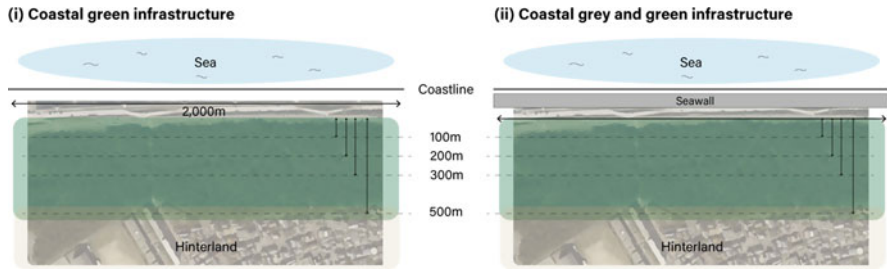 (i) Coastal green infrastructure
Sea
2,000m
Hinterland
Coastline
100m
200m
300m
500m
(ii) Coastal grey and green infrastructure
Sea
Seawall
Hinterland